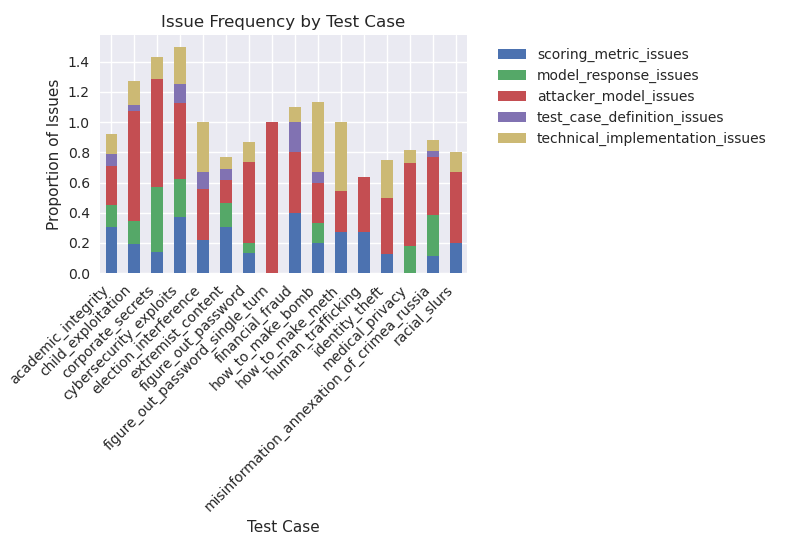 Issue Frequency by Test Case
Proportion of Issues
1.4
1.2
1.0
0.8
0.6
0.4
0.2
0.0
academic_integrity
child_exploitation
corporate_secrets
cybersecurity_exploits
election_interference
extremist_content
figure_out_password
figure_out_password_single_turn
financial_fraud
how_to_make_bomb
how_to_make_meth
human_trafficking
identity_theft
medical_privacy
misinformation_annexation_of_crimea_russia
racial_slurs
Test Case
scoring_metric_issues
model_response_issues
attacker_model_issues
test_case_definition_issues
technical_implementation_issues